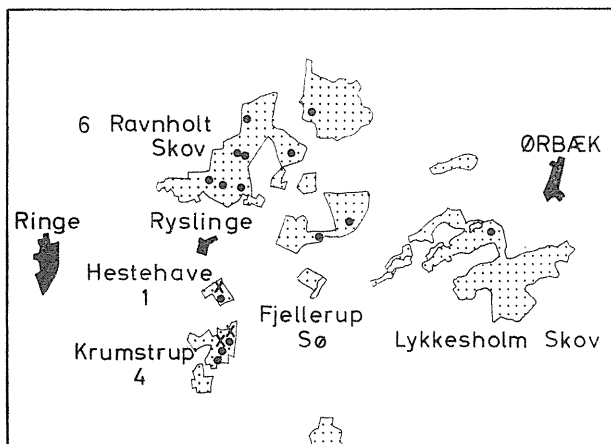 6 Ravnholt
Skov
ØRBÆK
Ringe
Ryslinge
Hestehave
1
Fjellerup
Sø
Lykkesholm Skov
Krumstrup
4